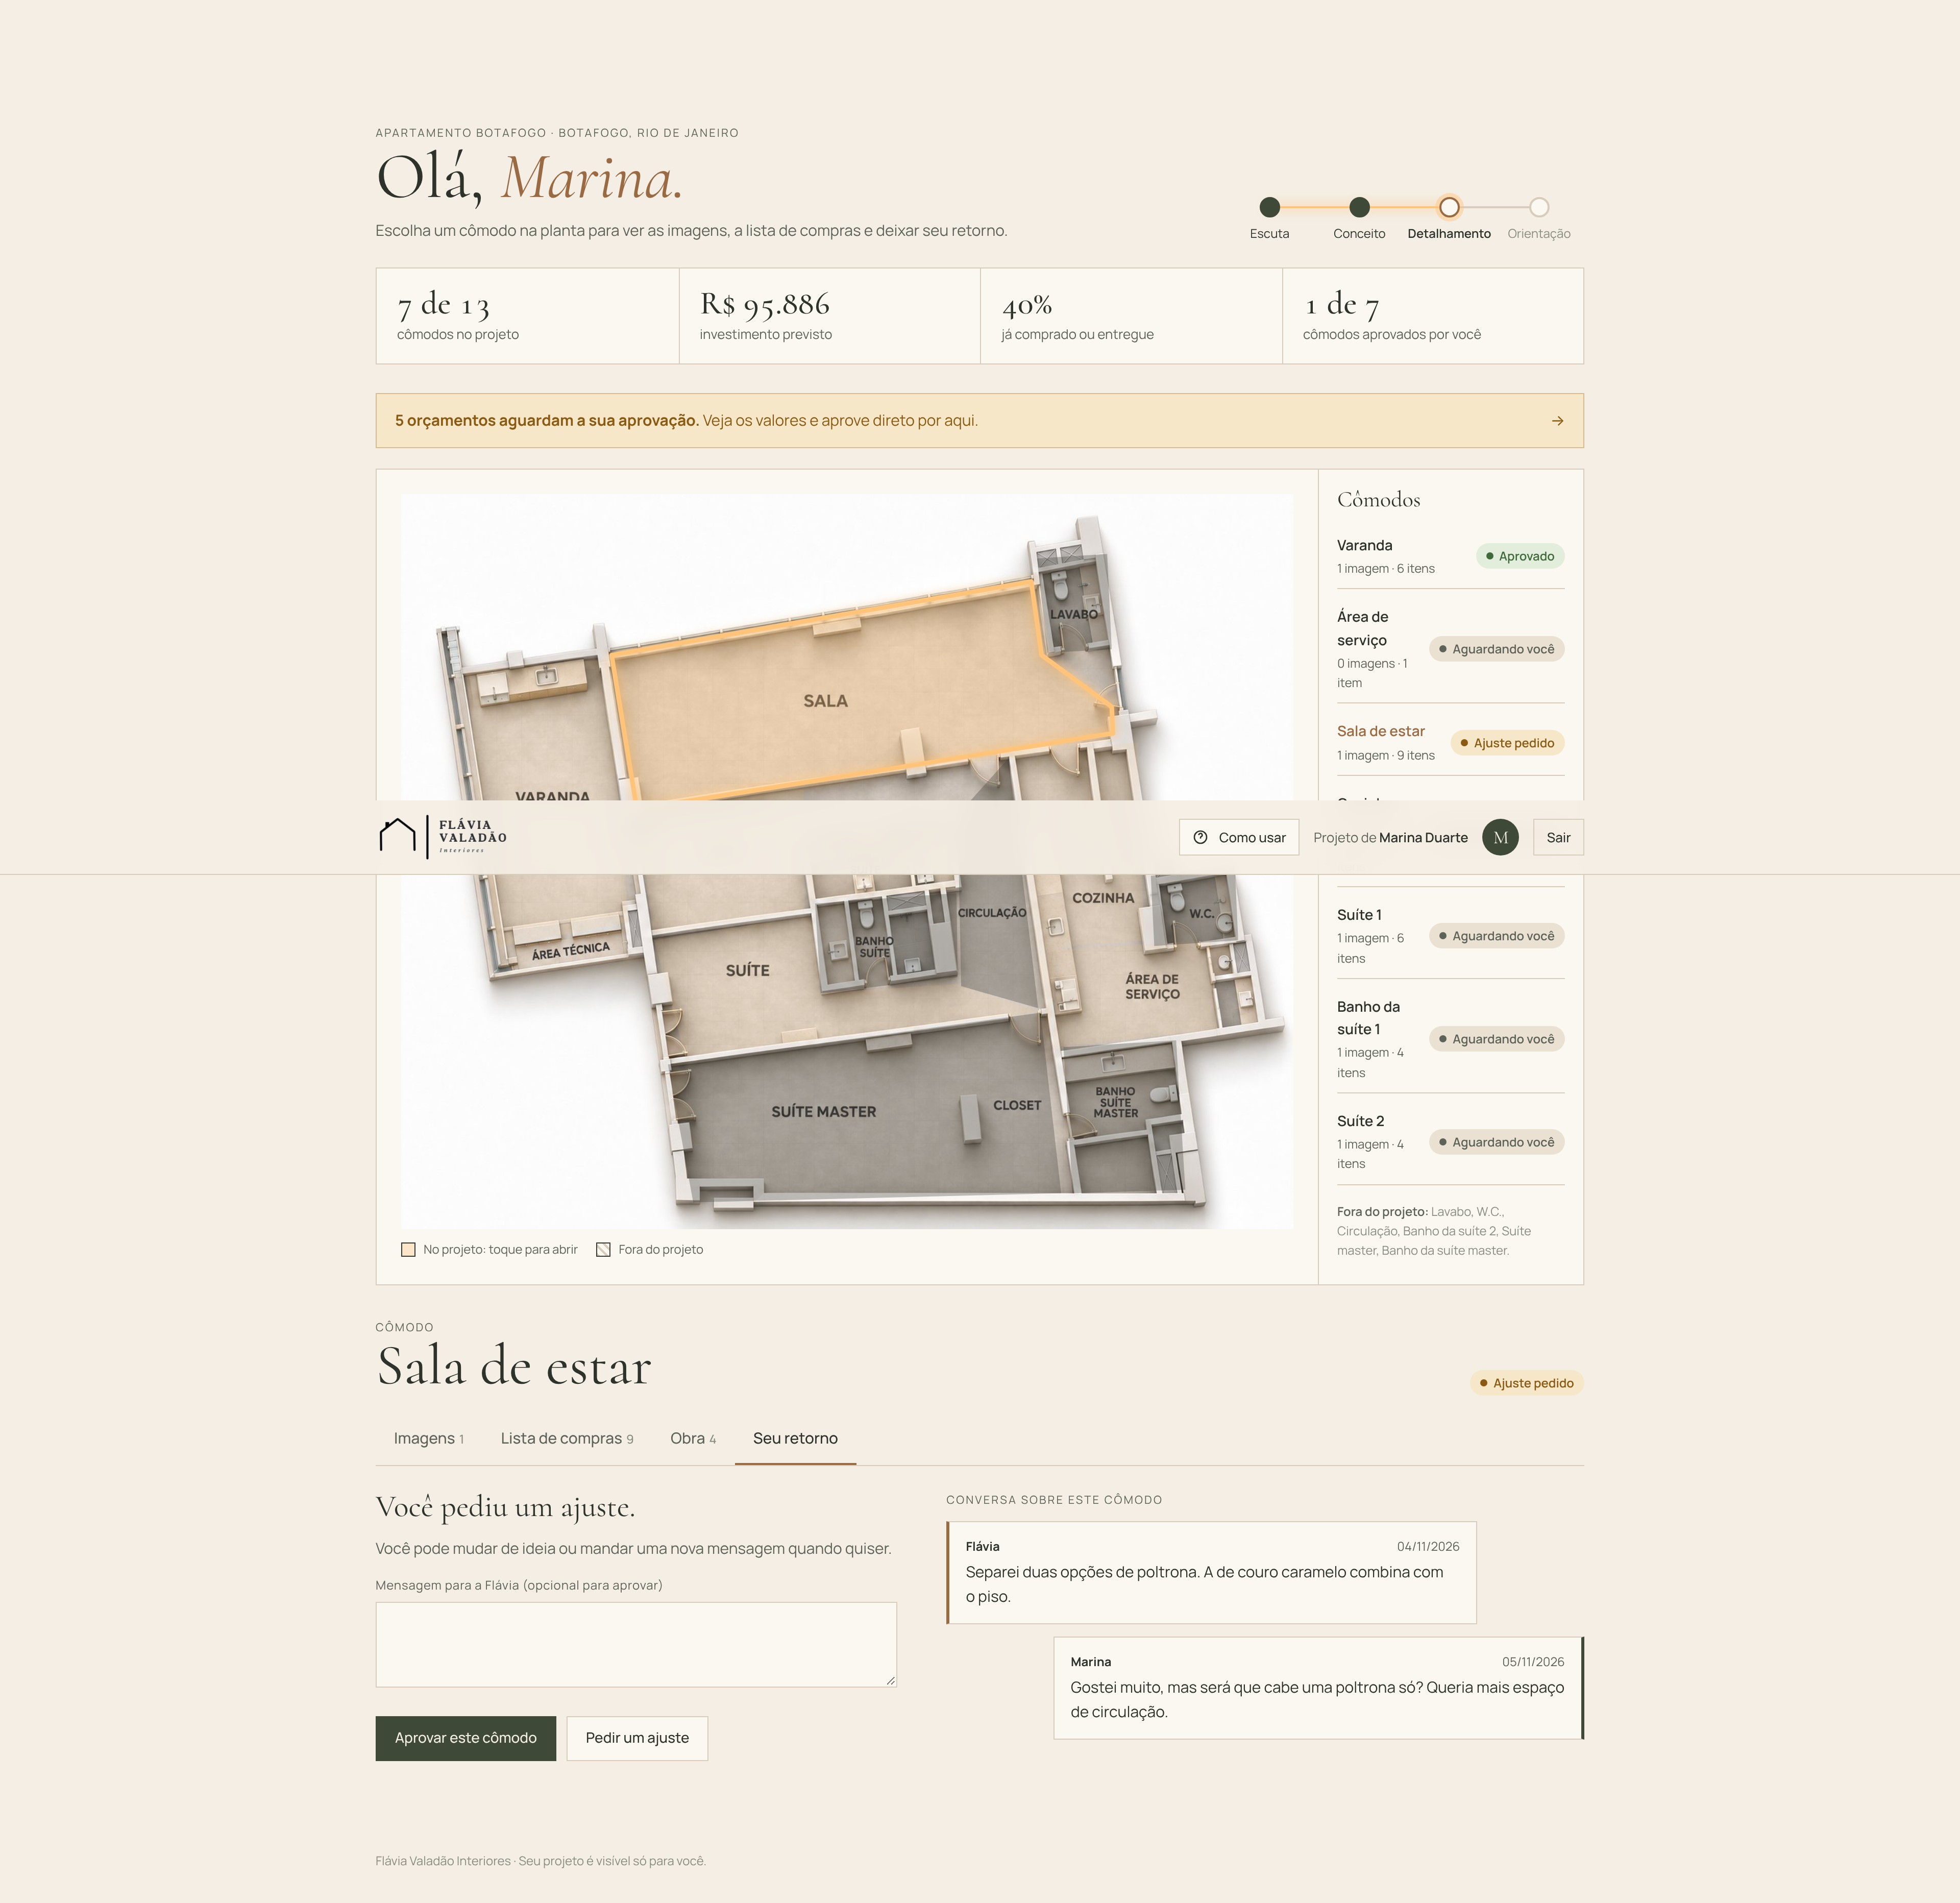 APARTAMENTO BOTAFOGO · BOTAFOGO, RIO DE JANEIRO
Olá, Marina.
Escolha um cômodo na planta para ver as imagens, a lista de compras e deixar seu retorno.
Escuta
Conceito
Detalhamento
Orientação
7 de 13
cômodos no projeto
R$ 95.886
investimento previsto
40%
já comprado ou entregue
1 de 7
cômodos aprovados por você
5 orçamentos aguardam a sua aprovação. Veja os valores e aprove direto por aqui. →
LAVABO
SALA
VARANDA
Cômodos
Varanda
1 imagem · 6 itens
Aprovado
Área de
serviço
0 imagens · 1
item
Aguardando você
Sala de estar
1 imagem · 9 itens
Ajuste pedido
FLÁVIA
VALADÃO
Interiores
Como usar
Projeto de Marina Duarte
M
Sair
COZINHA
CIRCULAÇÃO
W.C.
BANHO
SUÍTE
ÁREA TÉCNICA
SUÍTE
ÁREA DE
SERVIÇO
SUÍTE MASTER
CLOSET
BANHO
SUÍTE
MASTER
Suíte 1
1 imagem · 6
itens
Aguardando você
Banho da
suíte 1
1 imagem · 4
itens
Aguardando você
Suíte 2
1 imagem · 4
itens
Aguardando você
Fora do projeto: Lavabo, W.C.,
Circulação, Banho da suíte 2, Suíte
master, Banho da suíte master.
No projeto: toque para abrir
Fora do projeto
CÔMODO
Sala de estar
Ajuste pedido
Imagens 1
Lista de compras 9
Obra 4
Seu retorno
Você pediu um ajuste.
Você pode mudar de ideia ou mandar uma nova mensagem quando quiser.
Mensagem para a Flávia (opcional para aprovar)
Aprovar este cômodo
Pedir um ajuste
CONVERSA SOBRE ESTE CÔMODO
Flávia
04/11/2026
Separei duas opções de poltrona. A de couro caramelo combina com
o piso.
Marina
05/11/2026
Gostei muito, mas será que cabe uma poltrona só? Queria mais espaço
de circulação.
Flávia Valadão Interiores · Seu projeto é visível só para você.